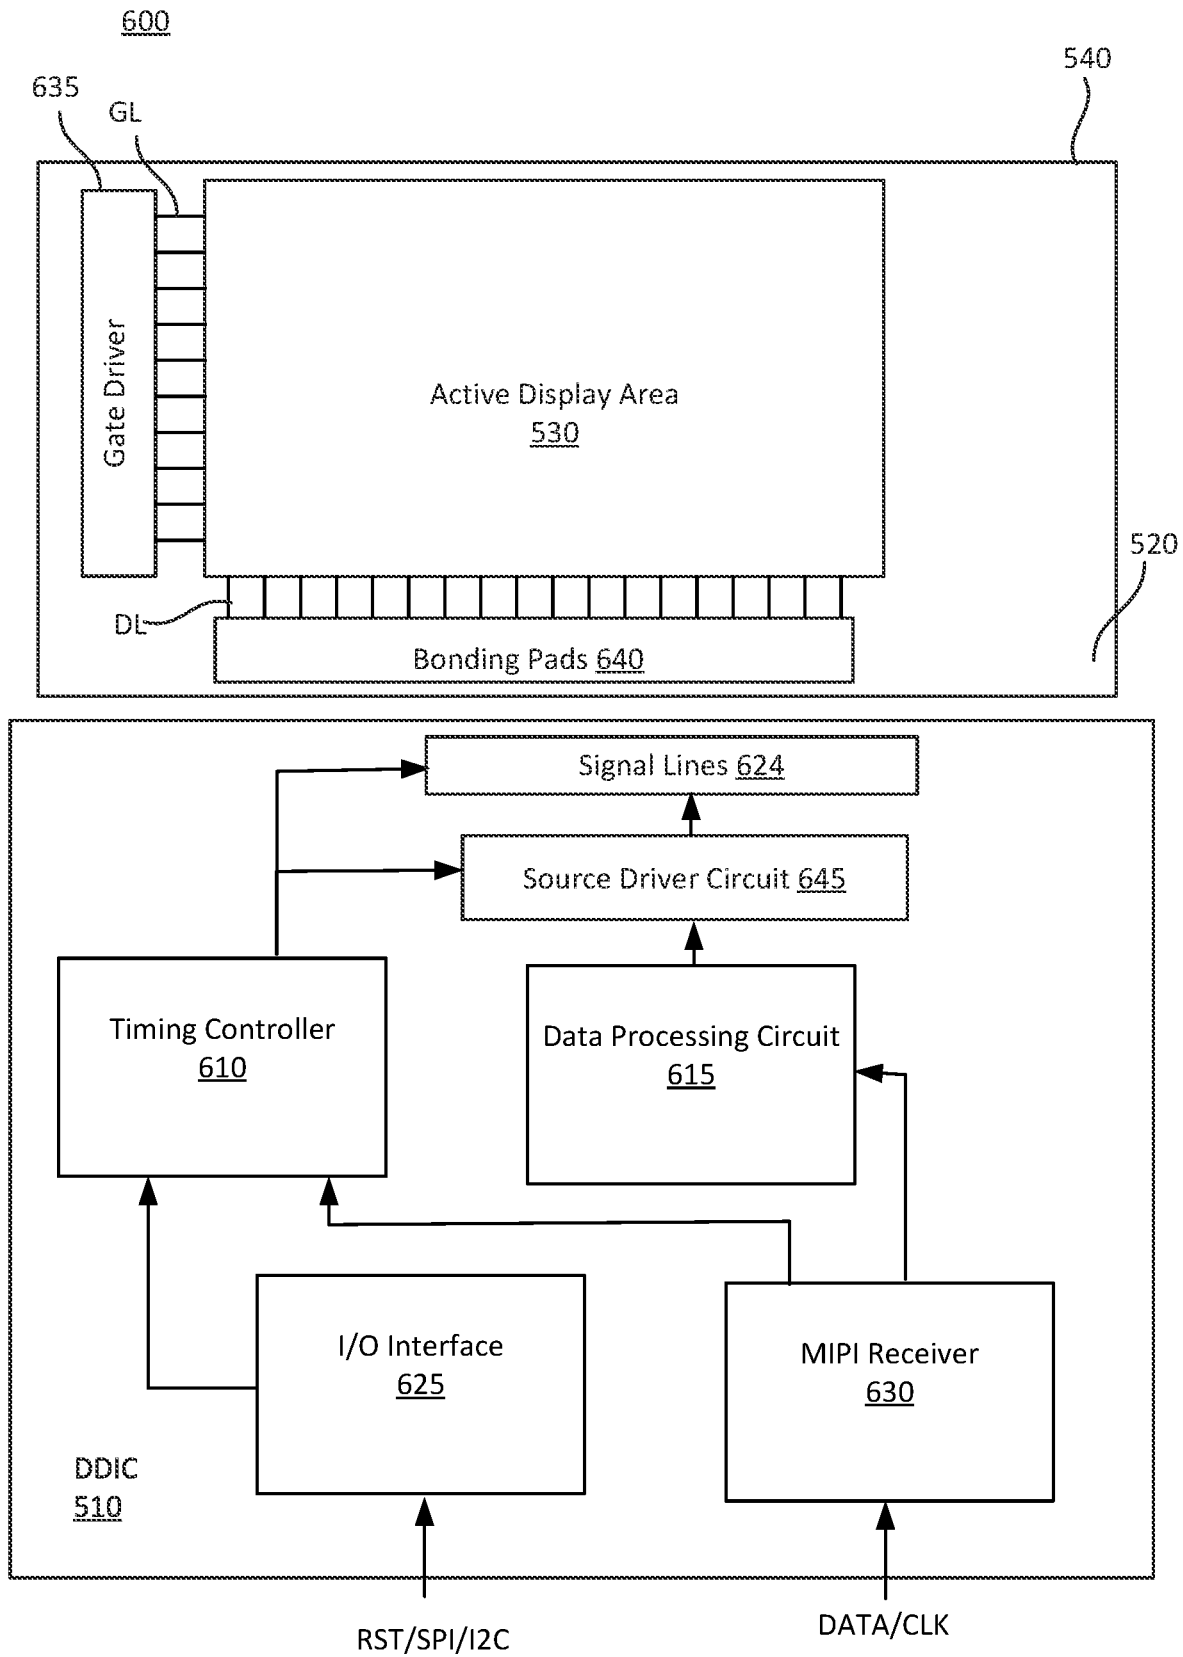 600
540
635
GL
Gate Driver
Active Display Area
530
520
DL
Bonding Pads 640
Signal Lines 624
Source Driver Circuit 645
Timing Controller
610
Data Processing Circuit
615
I/O Interface
625
MIPI Receiver
630
DDIC
510
RST/SPI/I2C
DATA/CLK